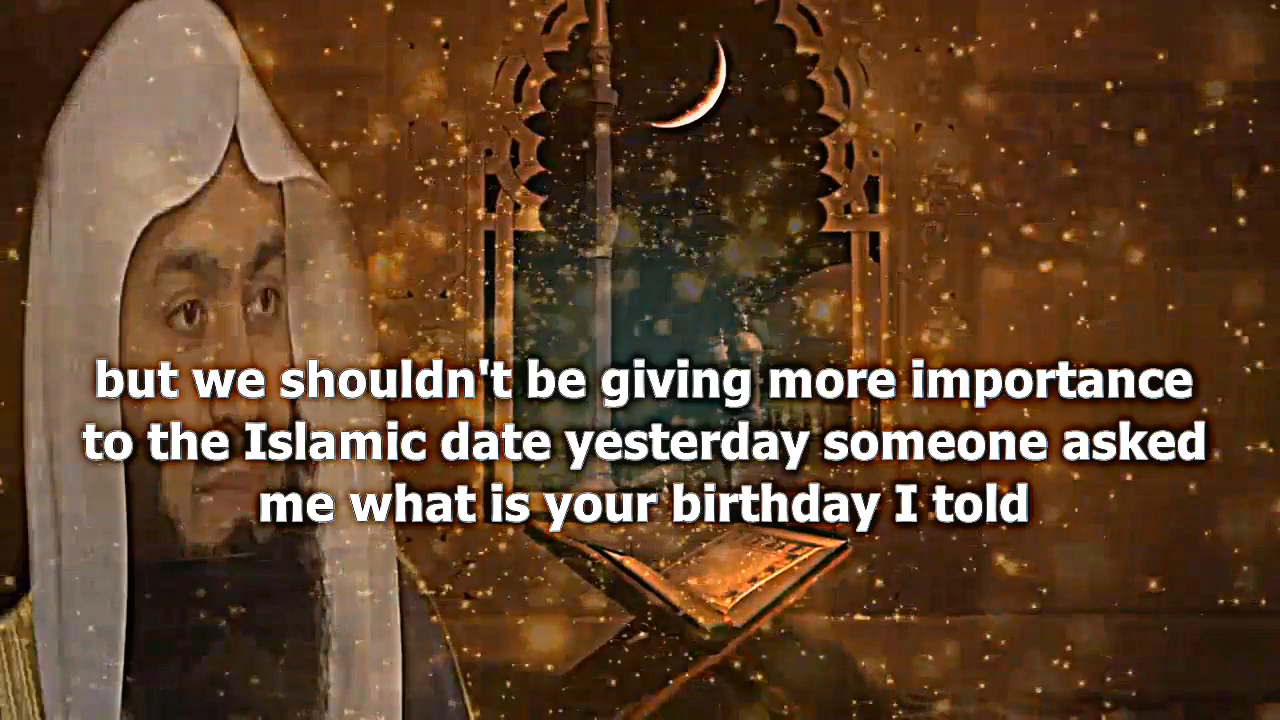 but we shouldn't be giving more importance
to the Islamic date yesterday someone asked
me what is your birthday I told